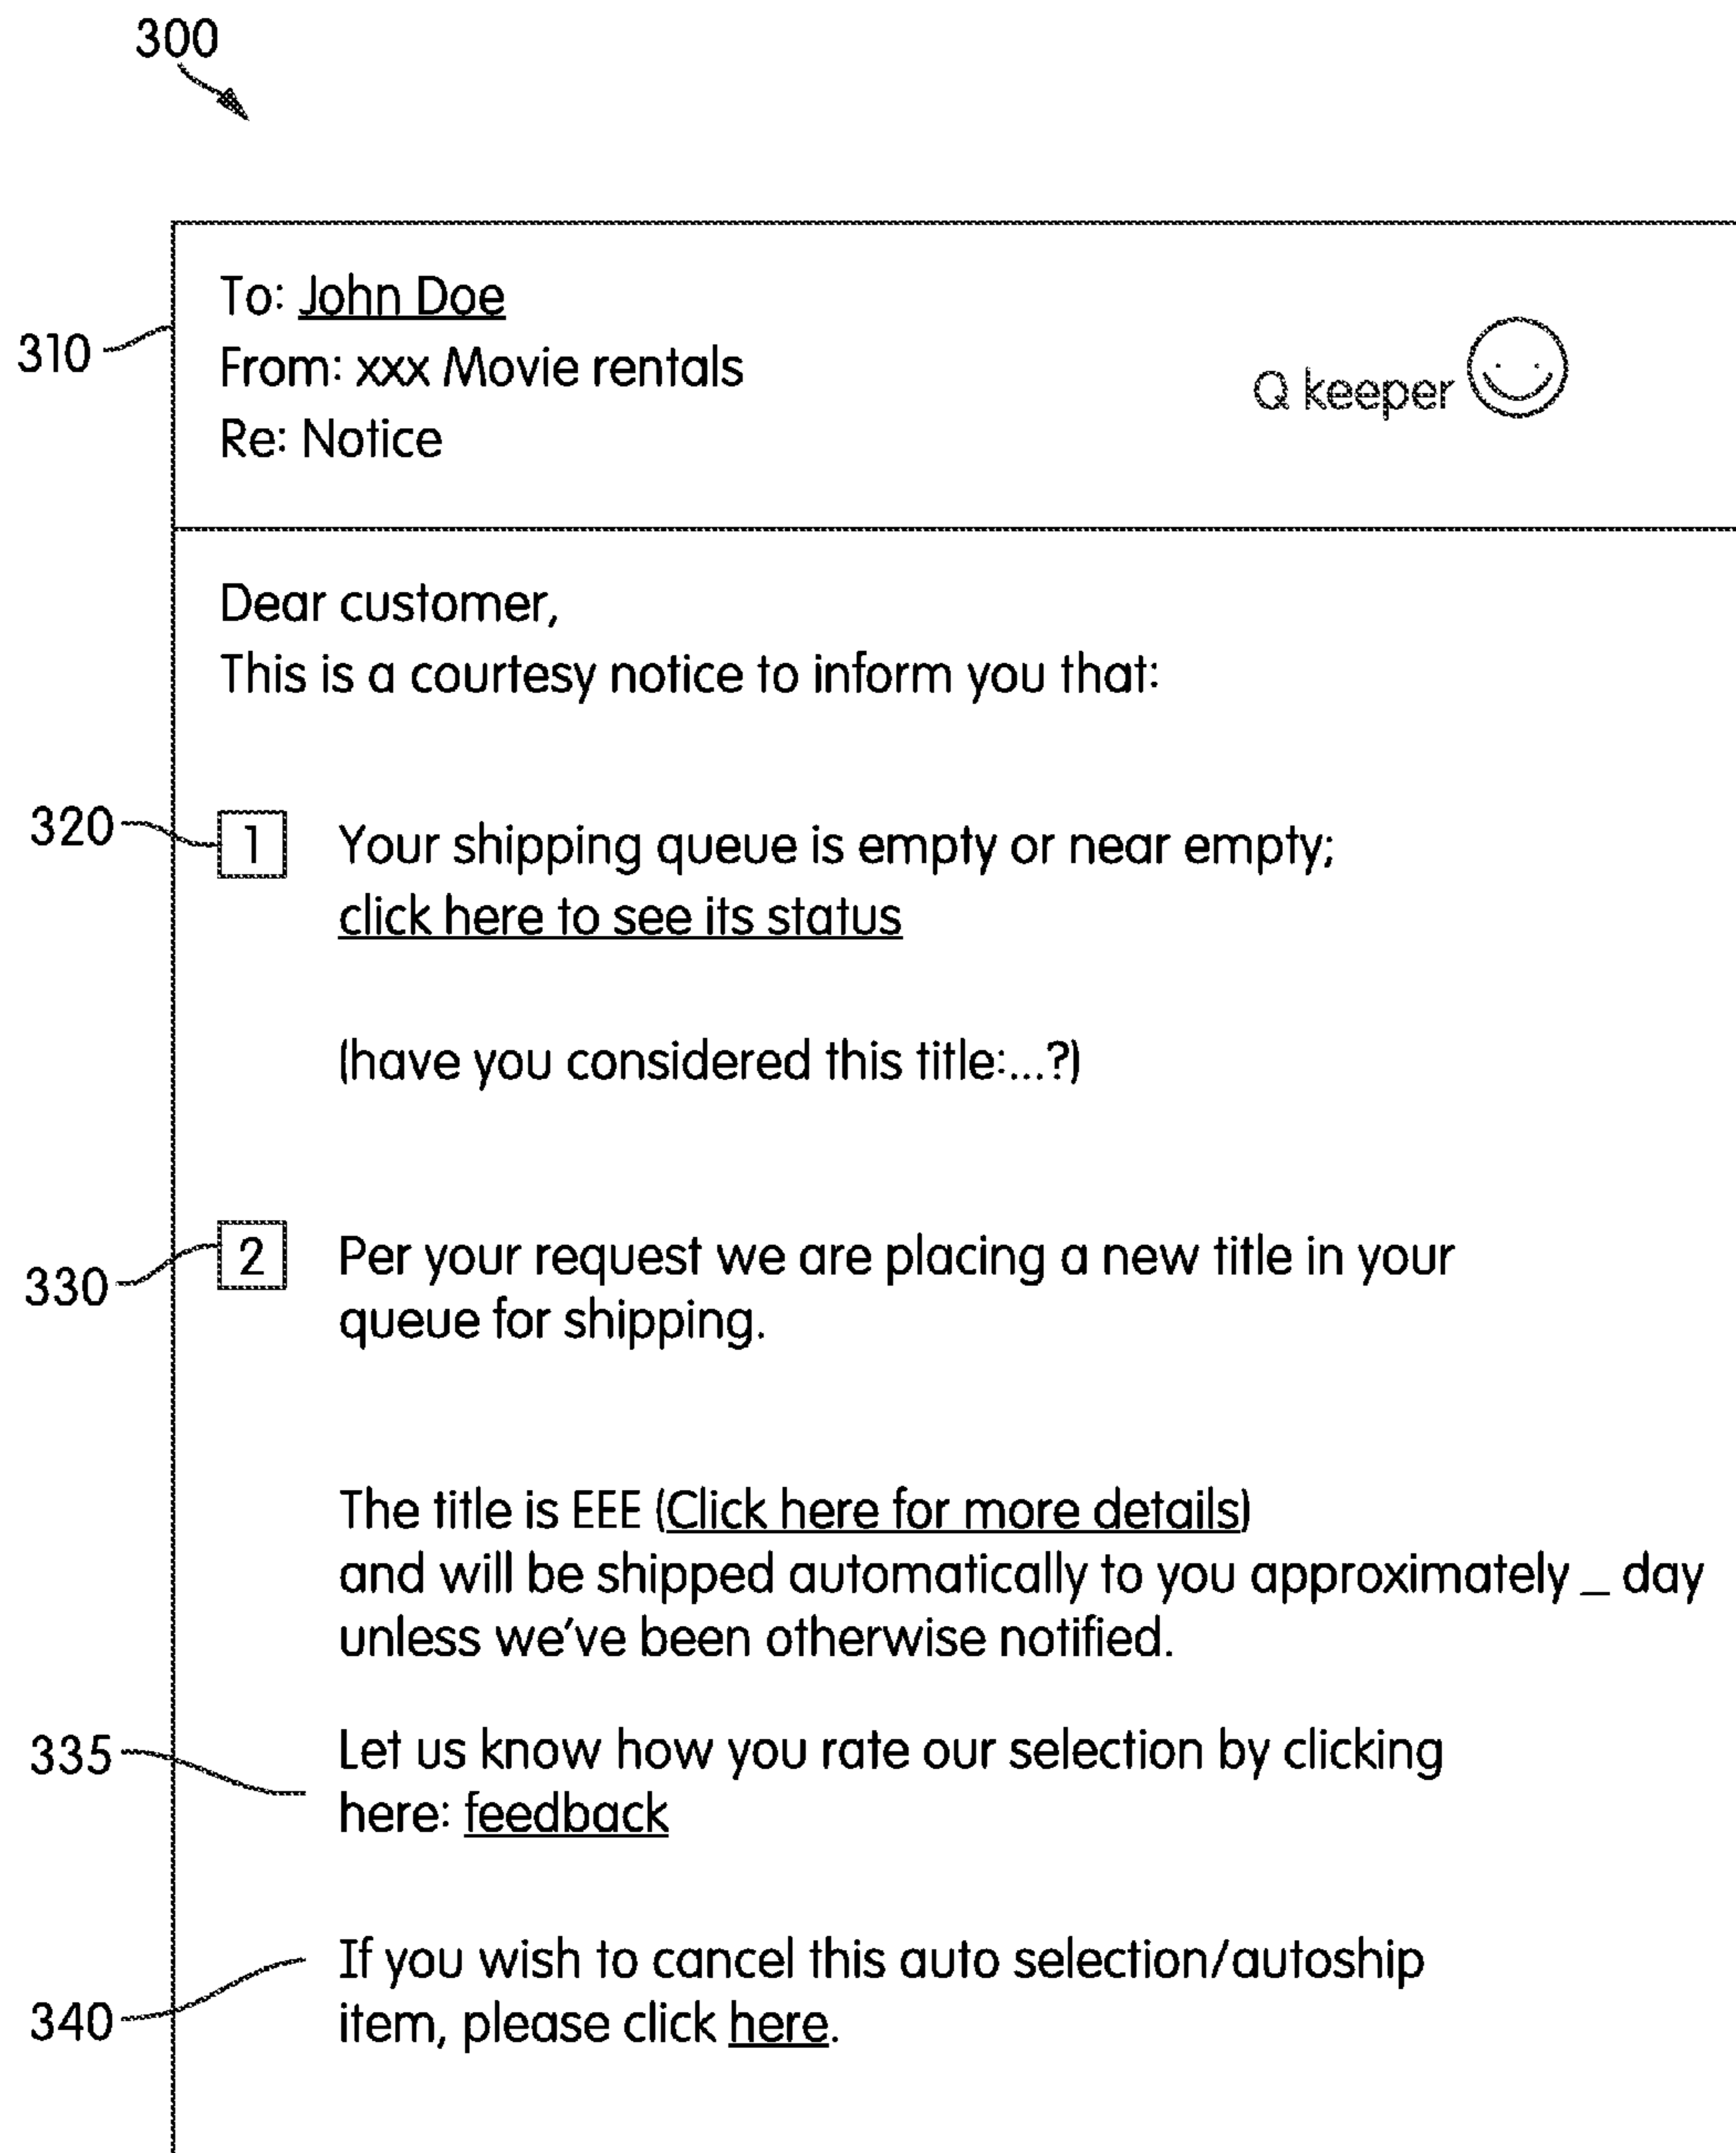 300
310
To: John Doe
From: xxx Movie rentals
Re: Notice
Q keeper
Dear customer,
This is a courtesy notice to inform you that:
320
1
Your shipping queue is empty or near empty;
click here to see its status
(have you considered this title:...?)
330
2
Per your request we are placing a new title in your
queue for shipping.
The title is EEE (Click here for more details)
and will be shipped automatically to you approximately _ day
unless we've been otherwise notified.
335
Let us know how you rate our selection by clicking
here: feedback
340
If you wish to cancel this auto selection/autoship
item, please click here.